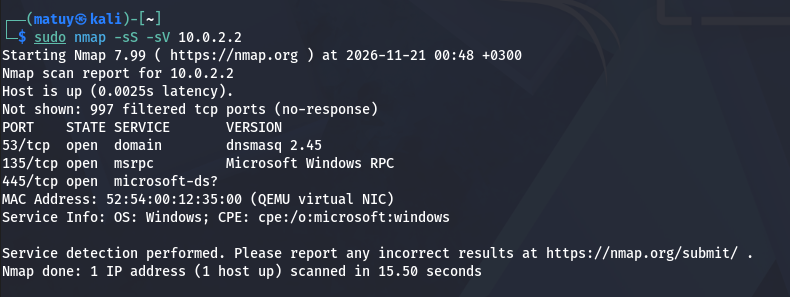 ┌──(matuy㉿kali)-[~]
└─$ sudo nmap -sS -sV 10.0.2.2
Starting Nmap 7.99 ( https://nmap.org ) at 2026-11-21 00:48 +0300
Nmap scan report for 10.0.2.2
Host is up (0.0025s latency).
Not shown: 997 filtered tcp ports (no-response)
PORT    STATE SERVICE       VERSION
53/tcp  open  domain        dnsmasq 2.45
135/tcp open  msrpc         Microsoft Windows RPC
445/tcp open  microsoft-ds?
MAC Address: 52:54:00:12:35:00 (QEMU virtual NIC)
Service Info: OS: Windows; CPE: cpe:/o:microsoft:windows

Service detection performed. Please report any incorrect results at https://nmap.org/submit/ .
Nmap done: 1 IP address (1 host up) scanned in 15.50 seconds